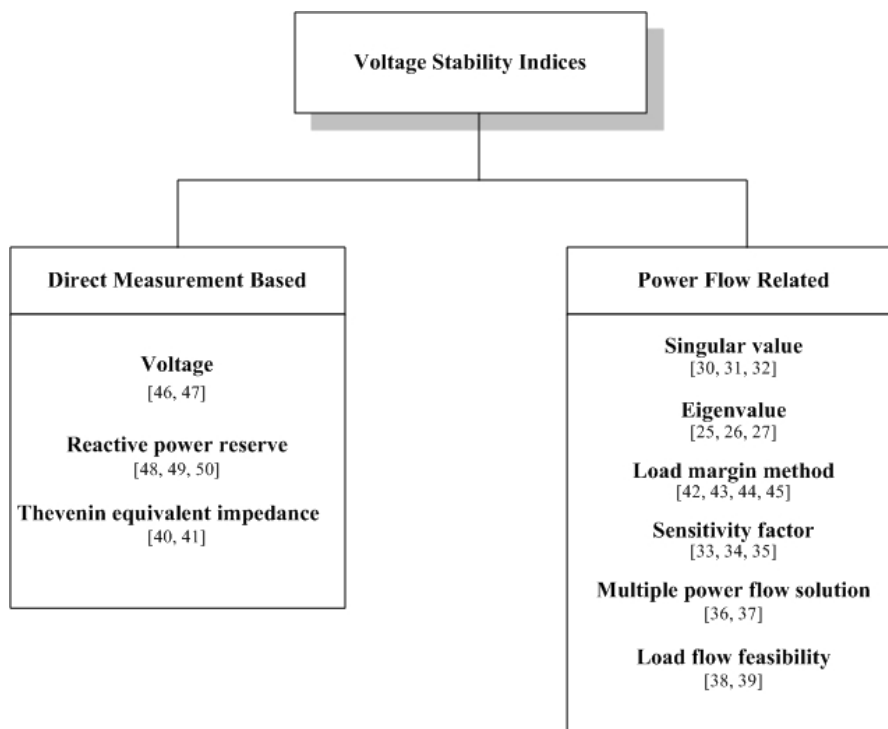 Voltage Stability Indices
Direct Measurement Based
Voltage
[46, 47]
Reactive power reserve
[48, 49, 50]
Thevenin equivalent impedance
[40, 41]
Power Flow Related
Singular value
[30, 31, 32]
Eigenvalue
[25, 26, 27]
Load margin method
[42, 43, 44, 45]
Sensitivity factor
[33, 34, 35]
Multiple power flow solution
[36, 37]
Load flow feasibility
[38, 39]